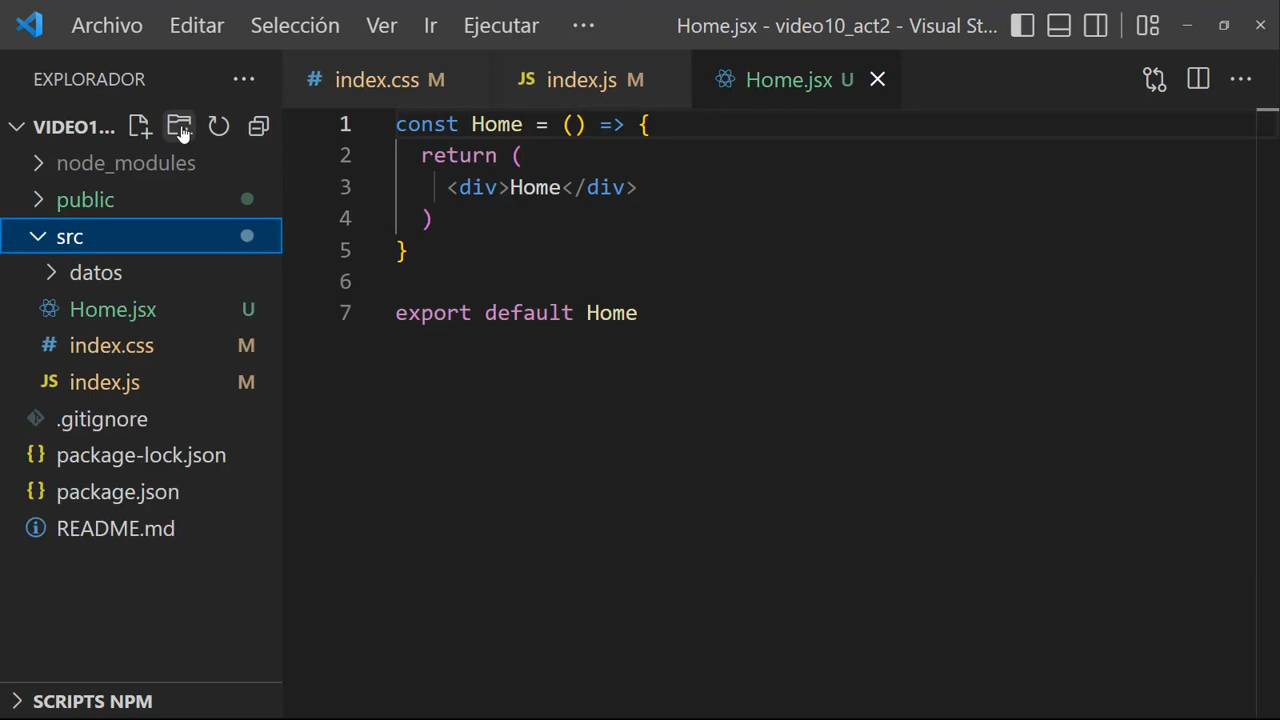 Archivo Editar Selección Ver Ir Ejecutar ··· Home.jsx - video10_act2 - Visual St...
EXPLORADOR ···
# index.css M JS index.js M Home.jsx U
VIDEO1...
node_modules
public
src
datos
Home.jsx U
# index.css M
JS index.js M
.gitignore
{} package-lock.json
{} package.json
README.md
SCRIPTS NPM
1 const Home = () => {
2 return (
3 <div>Home</div>
4 )
5 }
6
7 export default Home